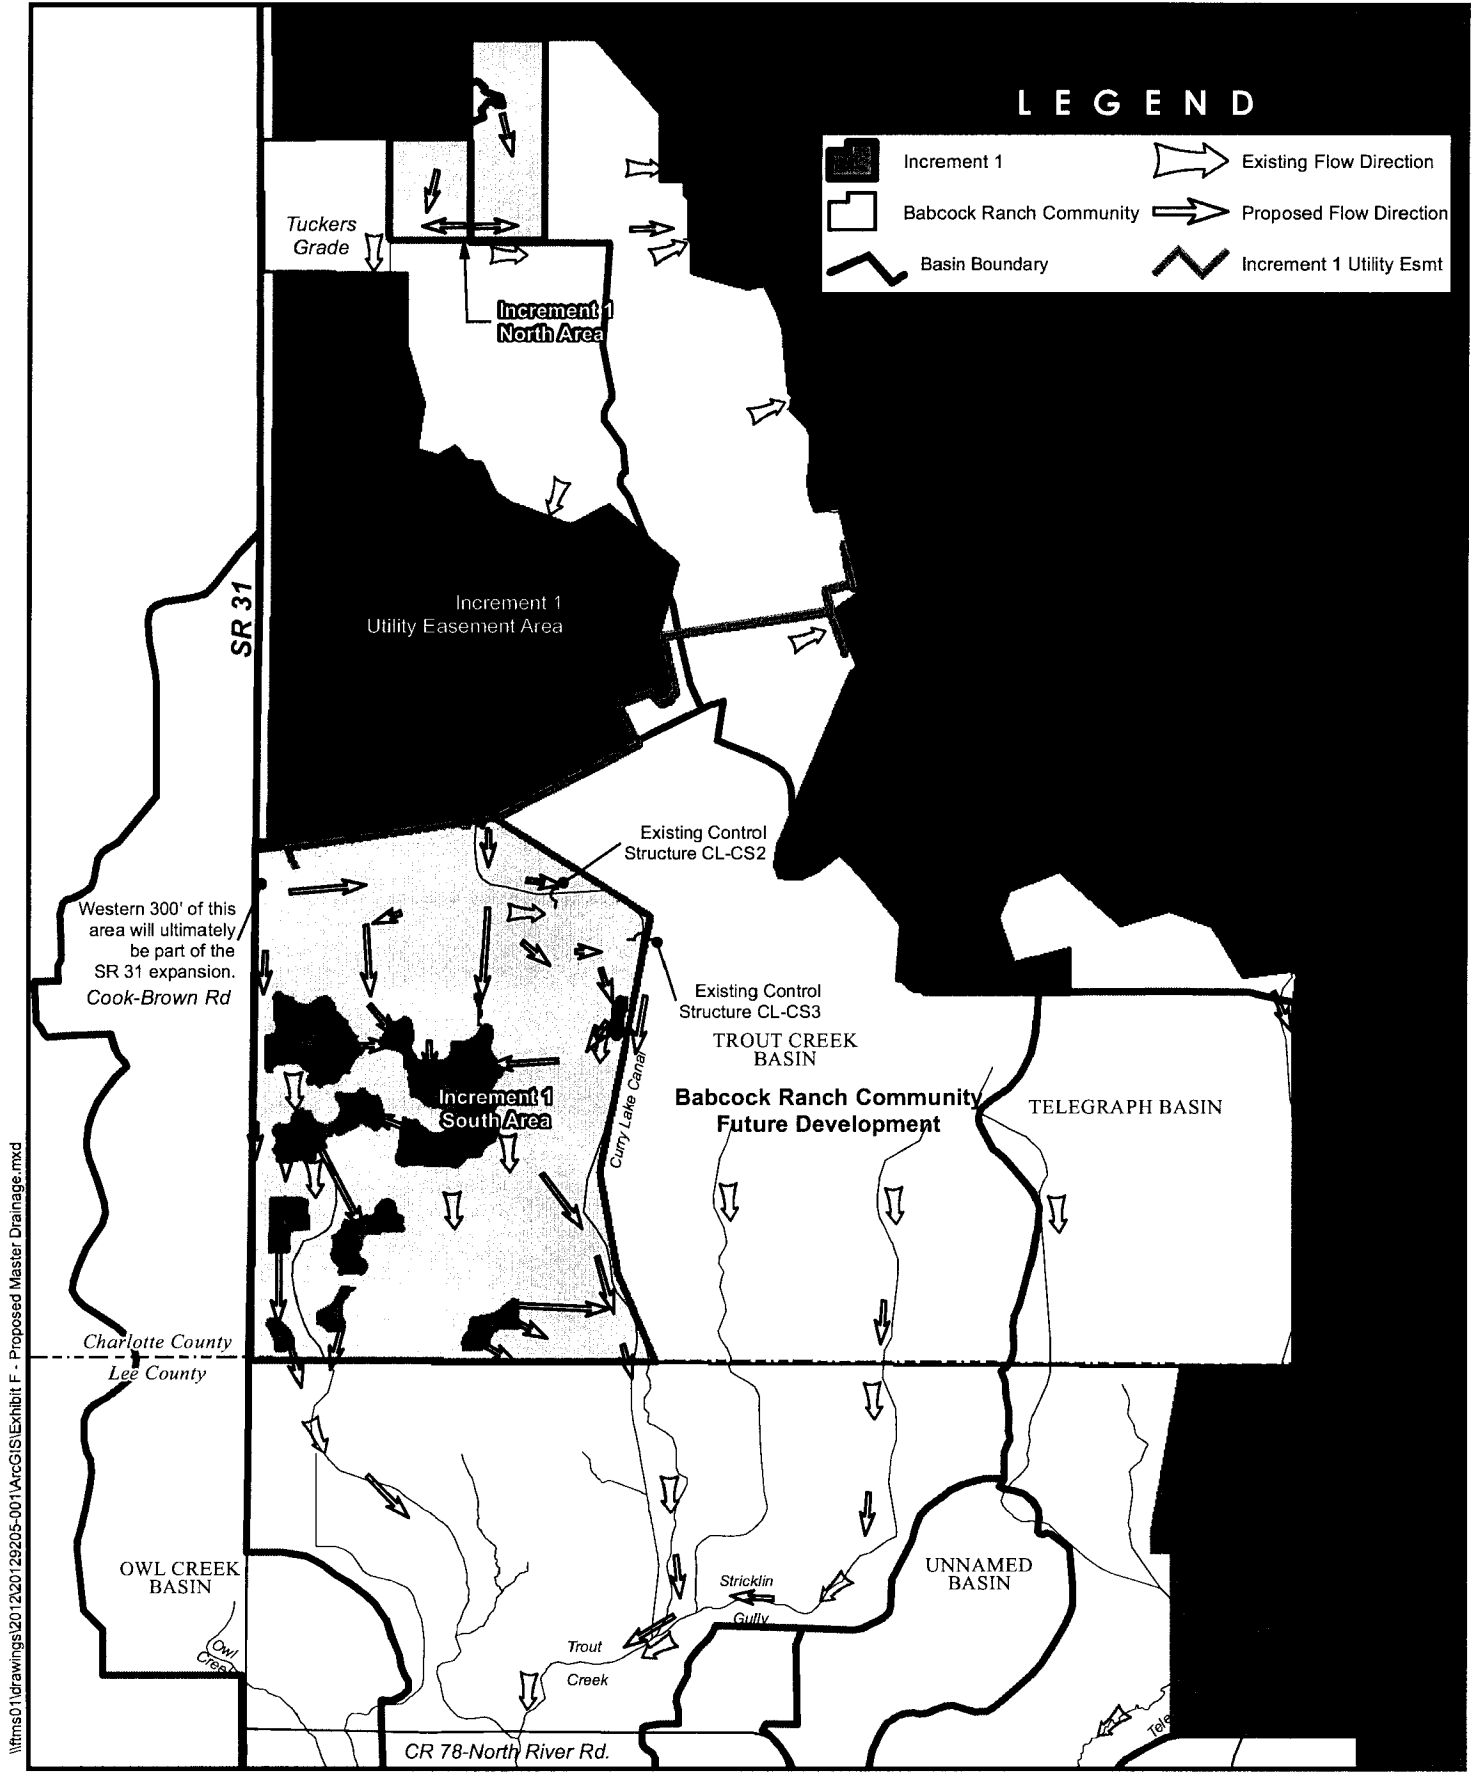 L E G E N D
Increment 1
Existing Flow Direction
Babcock Ranch Community
Proposed Flow Direction
Basin Boundary
Increment 1 Utility Esmt
Tuckers
Grade
Increment 1
North Area
SR 31
Increment 1
Utility Easement Area
Existing Control
Structure CL-CS2
Western 300' of this
area will ultimately
be part of the
SR 31 expansion.
Cook-Brown Rd
Existing Control
Structure CL-CS3
TROUT CREEK
BASIN
Increment 1
South Area
Curry Lake Canal
Babcock Ranch Community
Future Development
TELEGRAPH BASIN
Charlotte County
Lee County
OWL CREEK
BASIN
UNNAMED
BASIN
Stricklin
Gully
Owl
Creek
Trout
Creek
Tele
CR 78-North River Rd.
\\ftms01\drawings\2012\20129205-001\ArcGIS\Exhibit F - Proposed Master Drainage.mxd